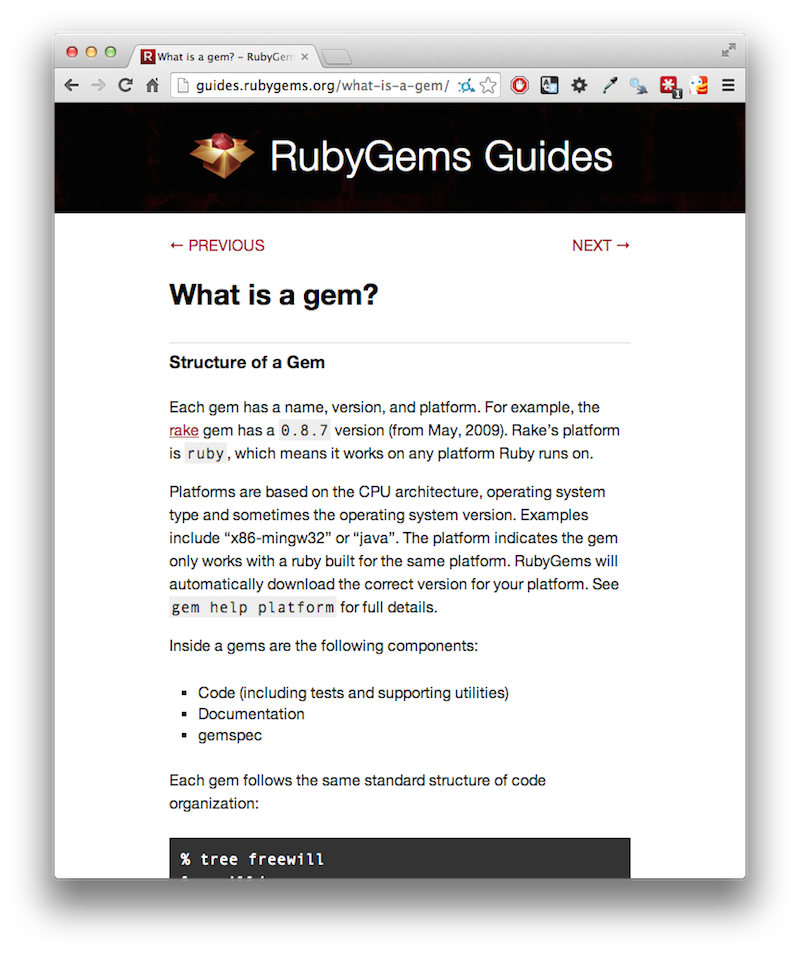 What is a gem? – RubyGem
guides.rubygems.org/what-is-a-gem/
1
RubyGems Guides
← PREVIOUS
NEXT →
What is a gem?
Structure of a Gem
Each gem has a name, version, and platform. For example, the
rake gem has a 0.8.7 version (from May, 2009). Rake’s platform
is ruby, which means it works on any platform Ruby runs on.
Platforms are based on the CPU architecture, operating system
type and sometimes the operating system version. Examples
include “x86-mingw32” or “java”. The platform indicates the gem
only works with a ruby built for the same platform. RubyGems will
automatically download the correct version for your platform. See
gem help platform for full details.
Inside a gems are the following components:
▪ Code (including tests and supporting utilities)
▪ Documentation
▪ gemspec
Each gem follows the same standard structure of code
organization:
% tree freewill